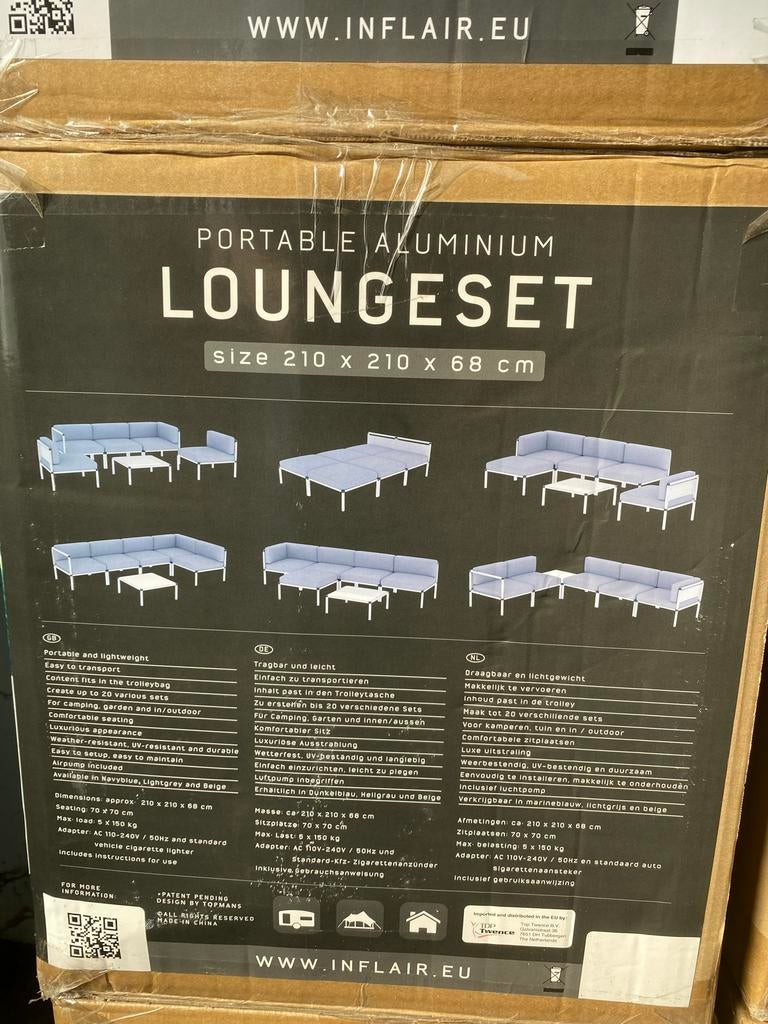 WWW.INFLAIR.EU
PORTABLE ALUMINIUM
LOUNGESET
size 210 x 210 x 68 cm
GB
Portable and lightweight
Easy to transport
Content fits in the trolleybag
Create up to 20 various sets
For camping, garden and in/outdoor
Comfortable seating
Luxurious appearance
Weather-resistant, UV-resistant and durable
Easy to setup, easy to maintain
Airpump included
Available in Navyblue, Lightgrey and Beige
Dimensions: approx. 210 x 210 x 68 cm
Seating: 70 x 70 cm
Max. load: 5 x 150 kg
Adapter: AC 110-240V / 50Hz and standard
vehicle cigarette lighter
Includes instructions for use
DE
Tragbar und leicht
Einfach zu transportieren
Inhalt past in den Trolleytasche
Zu erstehen bis 20 verschiedene Sets
Für Camping, Garten und innen/aussen
Komfortabler Sitz
Luxuriöse Ausstrahlung
Wetterfest, UV-beständig und langlebig
Einfach einzurichten, leicht zu plegen
Luftpump inbegriffen
Erhältlich in Dunkelblau, Hellgrau und Beige
Masse: ca 210 x 210 x 68 cm
Sitzplätze: 70 x 70 cm
Max. Last: 5 x 150 kg
Adapter: AC 110V-240V / 50Hz und
Standard-Kfz- Zigarettenanzünder
Inklusive Gebrauchsanweisung
NL
Draagbaar en lichtgewicht
Makkelijk te vervoeren
Inhoud past in de trolley
Maak tot 20 verschillende sets
Voor kamperen, tuin en in / outdoor
Comfortabele zitplaatsen
Luxe uitstraling
Weerbestendig, UV-bestendig en duurzaam
Eenvoudig te installeren, makkelijk te onderhouden
Inclusief luchtpomp
Verkrijgbaar in marineblauw, lichtgrijs en beige
Afmetingen: ca. 210 x 210 x 68 cm
Zitplaatsen: 70 x 70 cm
Max. belasting: 5 x 150 kg
Adapter: AC 110V-240V / 50HZ en standaard auto
sigarettenaansteker
Inclusief gebruiksaanwijzing
FOR MORE
INFORMATION:
*PATENT PENDING
DESIGN BY TOPMANS
©ALL RIGHTS RESERVED
MADE IN CHINA
Imported and distributed in the EU by:
TOP
Twence
Top Twence B.V.
Galvanistraat 36
7651 DH Tubbergen
The Netherlands
WWW.INFLAIR.EU